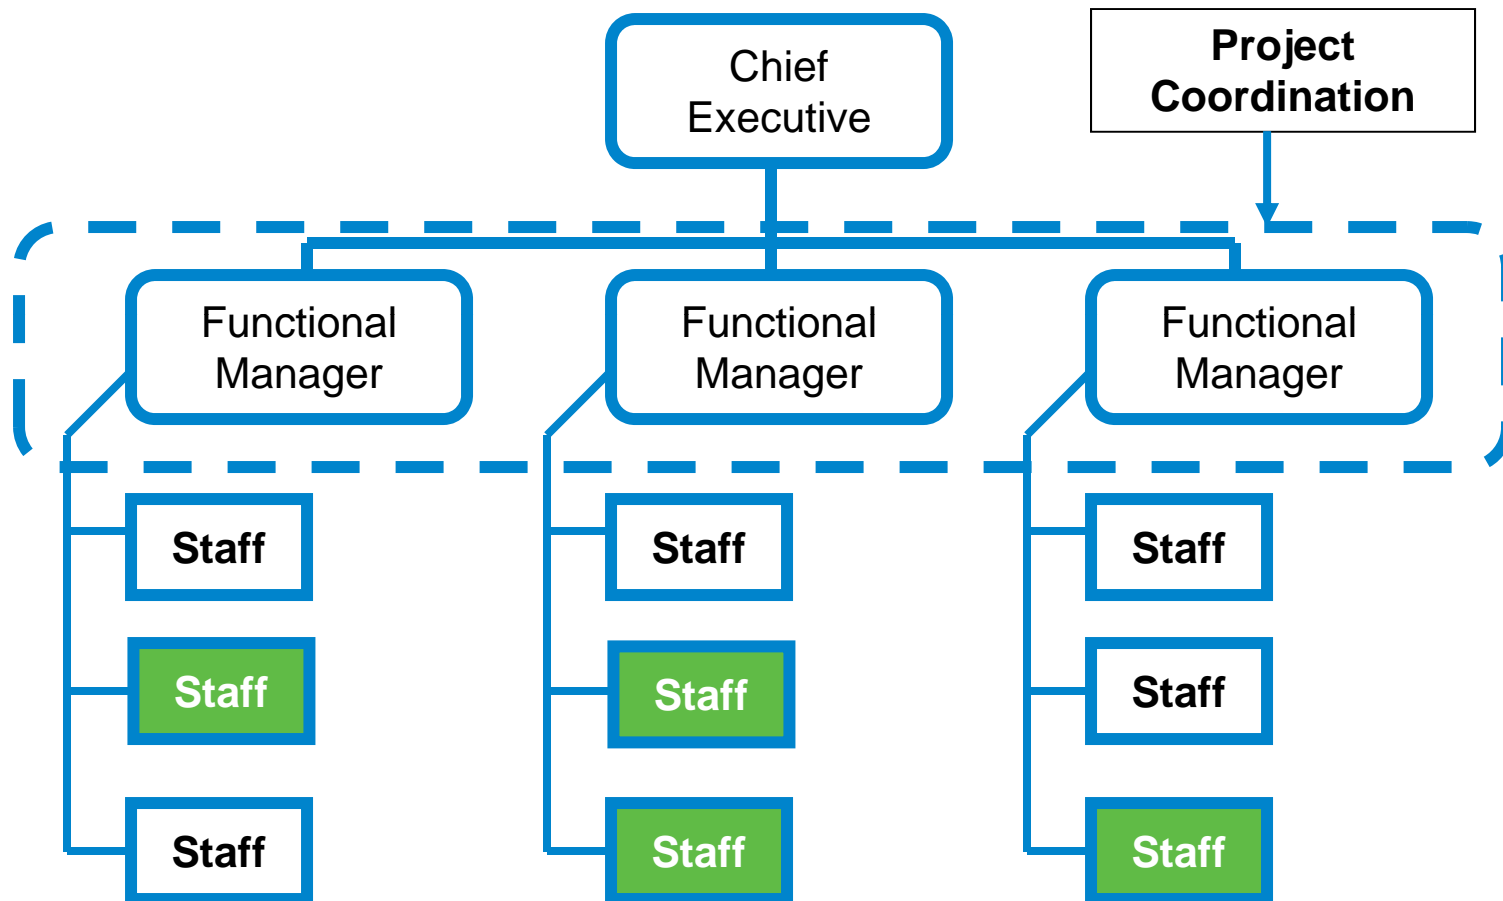 Chief
Executive
Project
Coordination
Functional
Manager
Functional
Manager
Functional
Manager
Staff
Staff
Staff
Staff
Staff
Staff
Staff
Staff
Staff